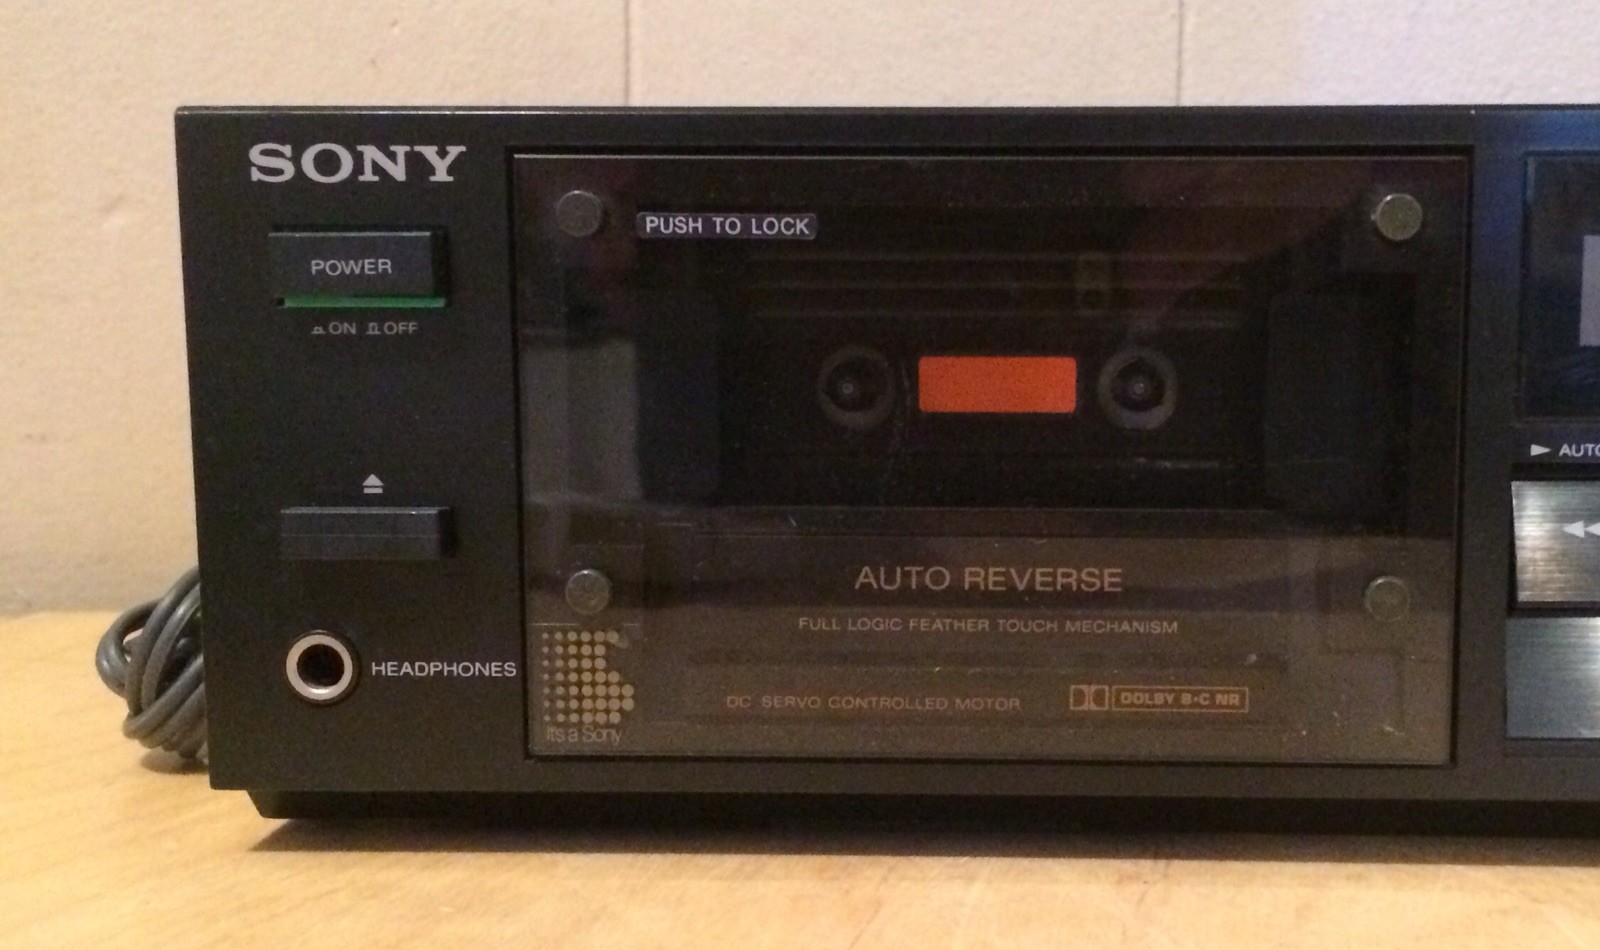 SONY
POWER
ON OFF
HEADPHONES
PUSH TO LOCK
AUTO REVERSE
FULL LOGIC FEATHER TOUCH MECHANISM
DC SERVO CONTROLLED MOTOR
DOLBY B·C NR
It's a Sony
AUTO